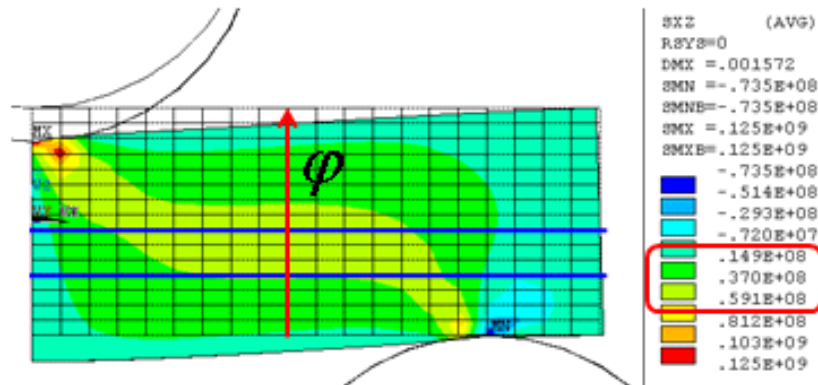 SXZ (AVG)
RSYS=0
DMX =.001572
SMN =-.735E+08
SMNB=-.735E+08
SMX =.125E+09
SMXB=.125E+09
-.735E+08
-.514E+08
-.293E+08
-.720E+07
.149E+08
.370E+08
.591E+08
.812E+08
.103E+09
.125E+09
MX
φ
MN